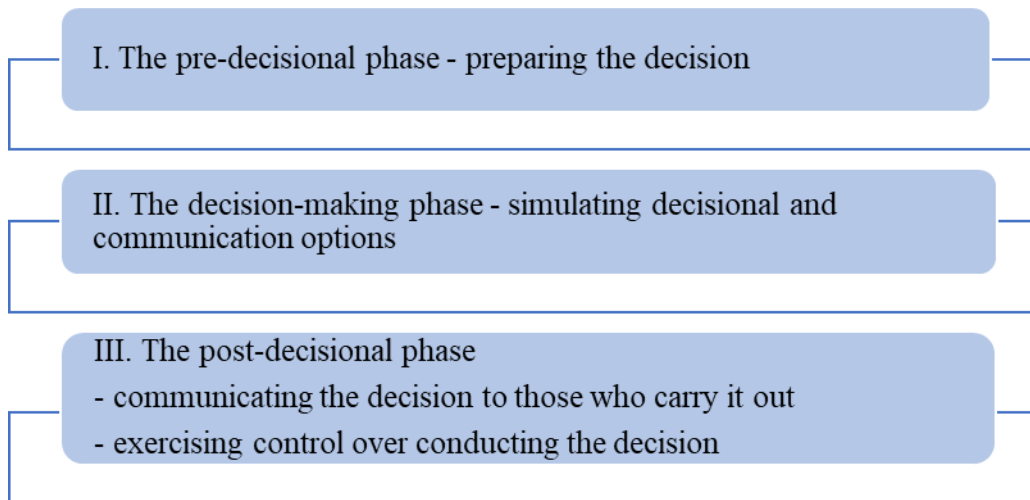 I. The pre-decisional phase - preparing the decision
II. The decision-making phase - simulating decisional and
communication options
III. The post-decisional phase
- communicating the decision to those who carry it out
- exercising control over conducting the decision